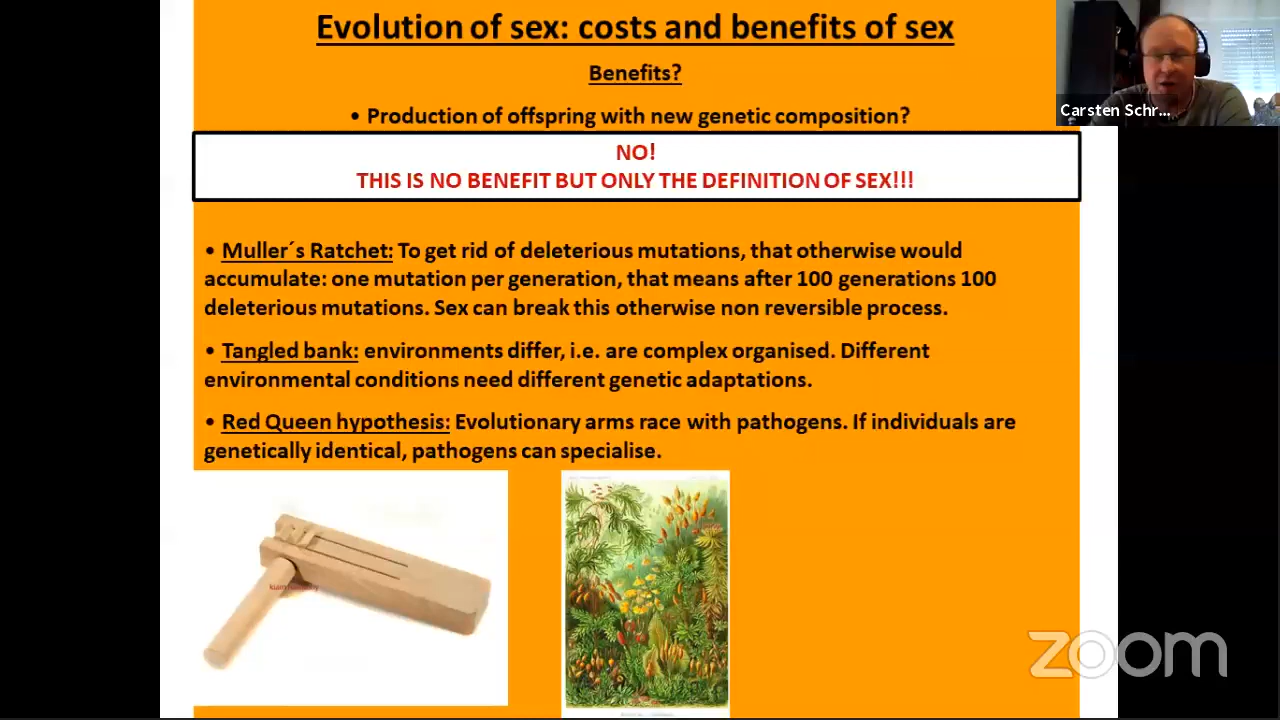 Evolution of sex: costs and benefits of sex
Benefits?
• Production of offspring with new genetic composition?
NO!
THIS IS NO BENEFIT BUT ONLY THE DEFINITION OF SEX!!!
• Muller´s Ratchet: To get rid of deleterious mutations, that otherwise would
accumulate: one mutation per generation, that means after 100 generations 100
deleterious mutations. Sex can break this otherwise non reversible process.
• Tangled bank: environments differ, i.e. are complex organised. Different
environmental conditions need different genetic adaptations.
• Red Queen hypothesis: Evolutionary arms race with pathogens. If individuals are
genetically identical, pathogens can specialise.
Carsten Schr...
zoom